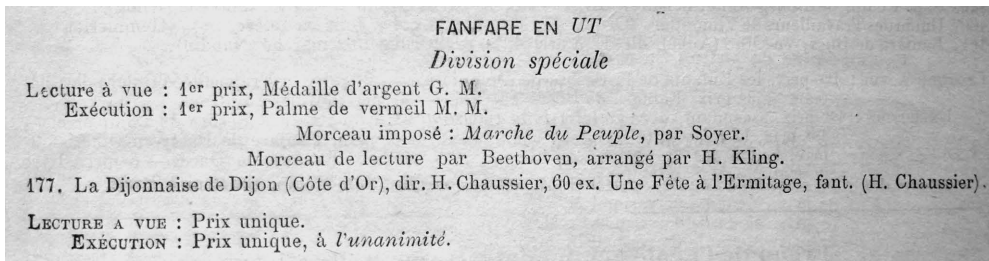 FANFARE EN UT
Division spéciale
Lecture à vue : 1er prix, Médaille d'argent G. M.
Exécution : 1er prix, Palme de vermeil M. M.
Morceau imposé : Marche du Peuple, par Soyer.
Morceau de lecture par Beethoven, arrangé par H. Kling.
177. La Dijonnaise de Dijon (Côte d'Or), dir. H. Chaussier, 60 ex. Une Fête à l'Ermitage, fant. (H. Chaussier).
LECTURE A VUE : Prix unique.
EXÉCUTION : Prix unique, à l'unanimité.